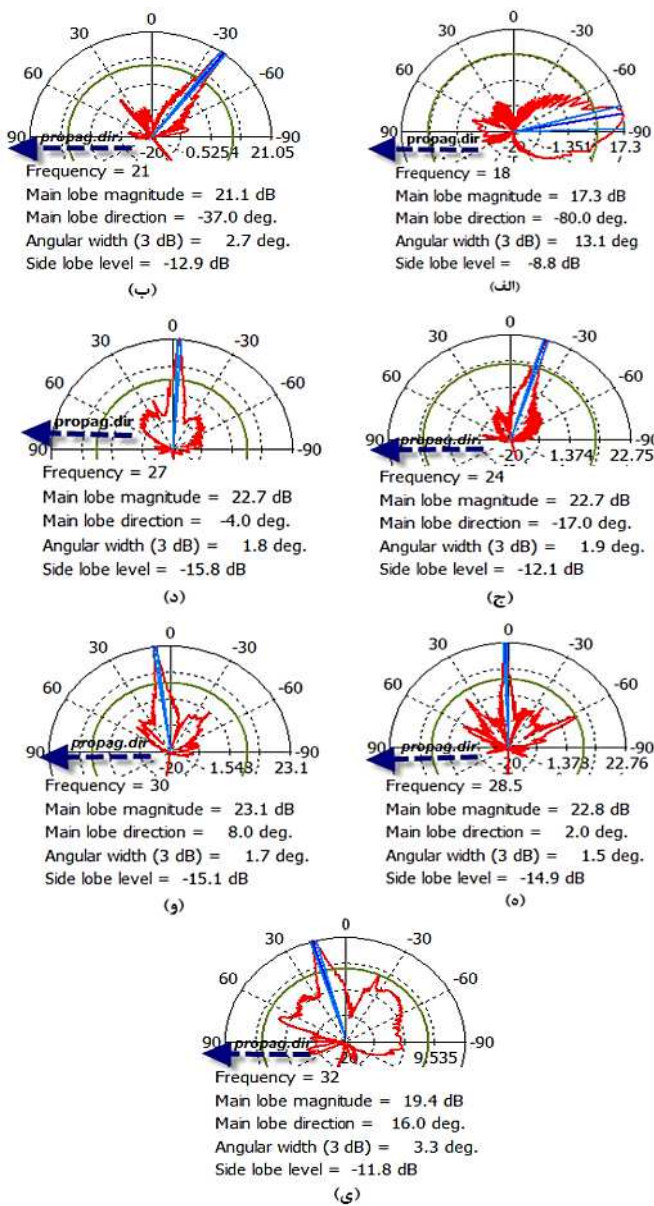 0
30
-30
60
-60
90
-90
propag.dir
-20
-1.351
17.3
Frequency = 18
Main lobe magnitude = 17.3 dB
Main lobe direction = -80.0 deg.
Angular width (3 dB) = 13.1 deg
Side lobe level = -8.8 dB
(الف)
0
30
-30
60
-60
90
-90
propag.dir.
-20
-0.5254
21.05
Frequency = 21
Main lobe magnitude = 21.1 dB
Main lobe direction = -37.0 deg.
Angular width (3 dB) = 2.7 deg.
Side lobe level = -12.9 dB
(ب)
0
30
-30
60
-60
90
-90
propag.dir.
-20
1.374
22.75
Frequency = 24
Main lobe magnitude = 22.7 dB
Main lobe direction = -17.0 deg.
Angular width (3 dB) = 1.9 deg.
Side lobe level = -12.1 dB
(ج)
0
30
-30
60
-60
90
-90
propag.dir
Frequency = 27
Main lobe magnitude = 22.7 dB
Main lobe direction = -4.0 deg.
Angular width (3 dB) = 1.8 deg.
Side lobe level = -15.8 dB
(د)
0
30
-30
60
-60
90
-90
propag.dir
-20
1.378
22.76
Frequency = 28.5
Main lobe magnitude = 22.8 dB
Main lobe direction = 2.0 deg.
Angular width (3 dB) = 1.5 deg.
Side lobe level = -14.9 dB
(ه)
0
30
-30
60
-60
90
-90
propag.dir
-20
1.548
23.1
Frequency = 30
Main lobe magnitude = 23.1 dB
Main lobe direction = 8.0 deg.
Angular width (3 dB) = 1.7 deg.
Side lobe level = -15.1 dB
(و)
0
30
-30
60
-60
90
-90
propag.dir
-20
9.535
Frequency = 32
Main lobe magnitude = 19.4 dB
Main lobe direction = 16.0 deg.
Angular width (3 dB) = 3.3 deg.
Side lobe level = -11.8 dB
(ی)